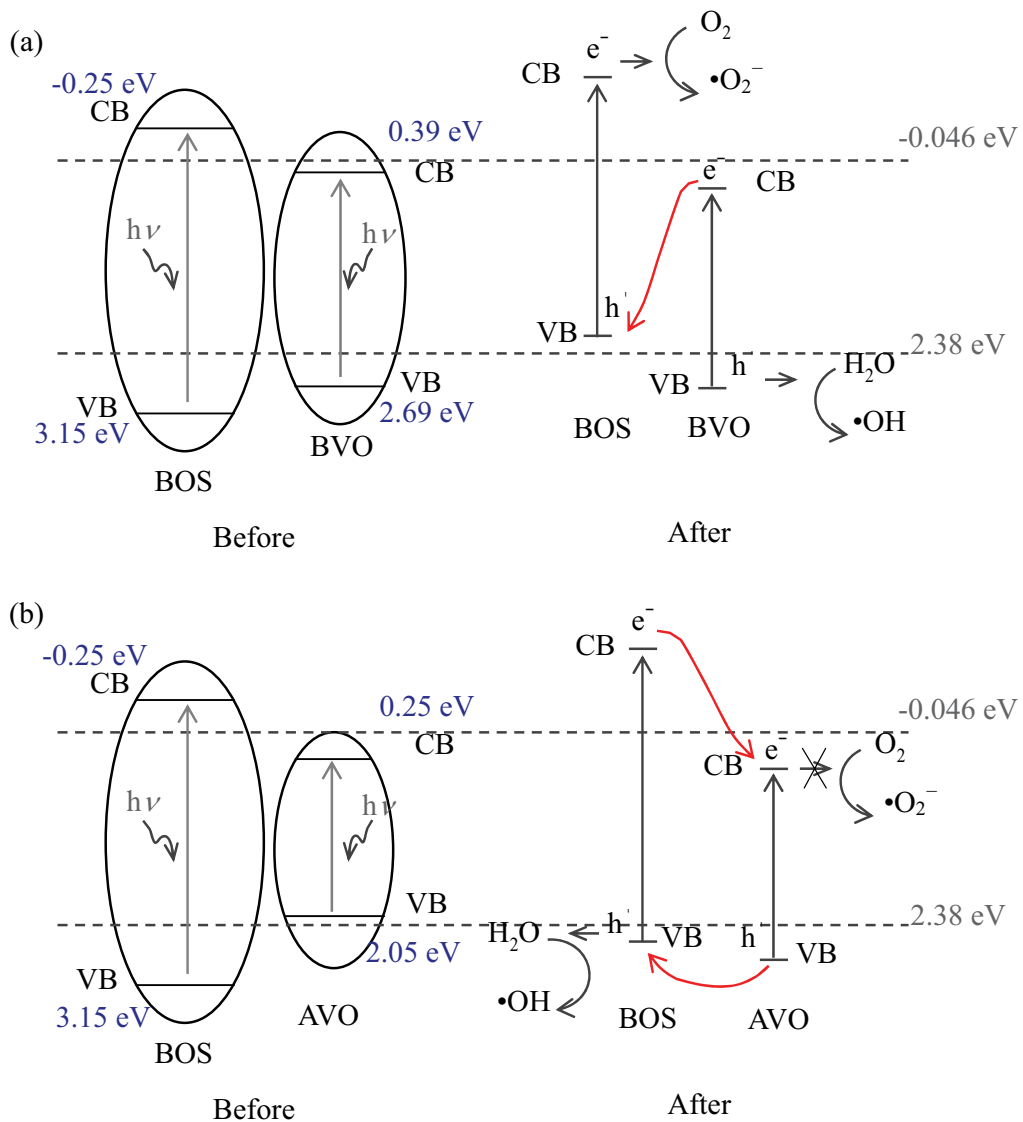 (a)
-0.25 eV
CB
0.39 eV
CB
hν
hν
VB
3.15 eV
VB
2.69 eV
BOS
BVO
Before
e⁻
CB
O₂
•O₂⁻
-0.046 eV
e⁻
CB
h'
VB
2.38 eV
h'
VB
H₂O
•OH
BOS
BVO
After
(b)
-0.25 eV
CB
0.25 eV
CB
hν
hν
VB
2.05 eV
VB
3.15 eV
AVO
BOS
Before
e⁻
CB
-0.046 eV
e⁻
CB
O₂
•O₂⁻
2.38 eV
H₂O
h'
VB
h'
VB
•OH
BOS
AVO
After